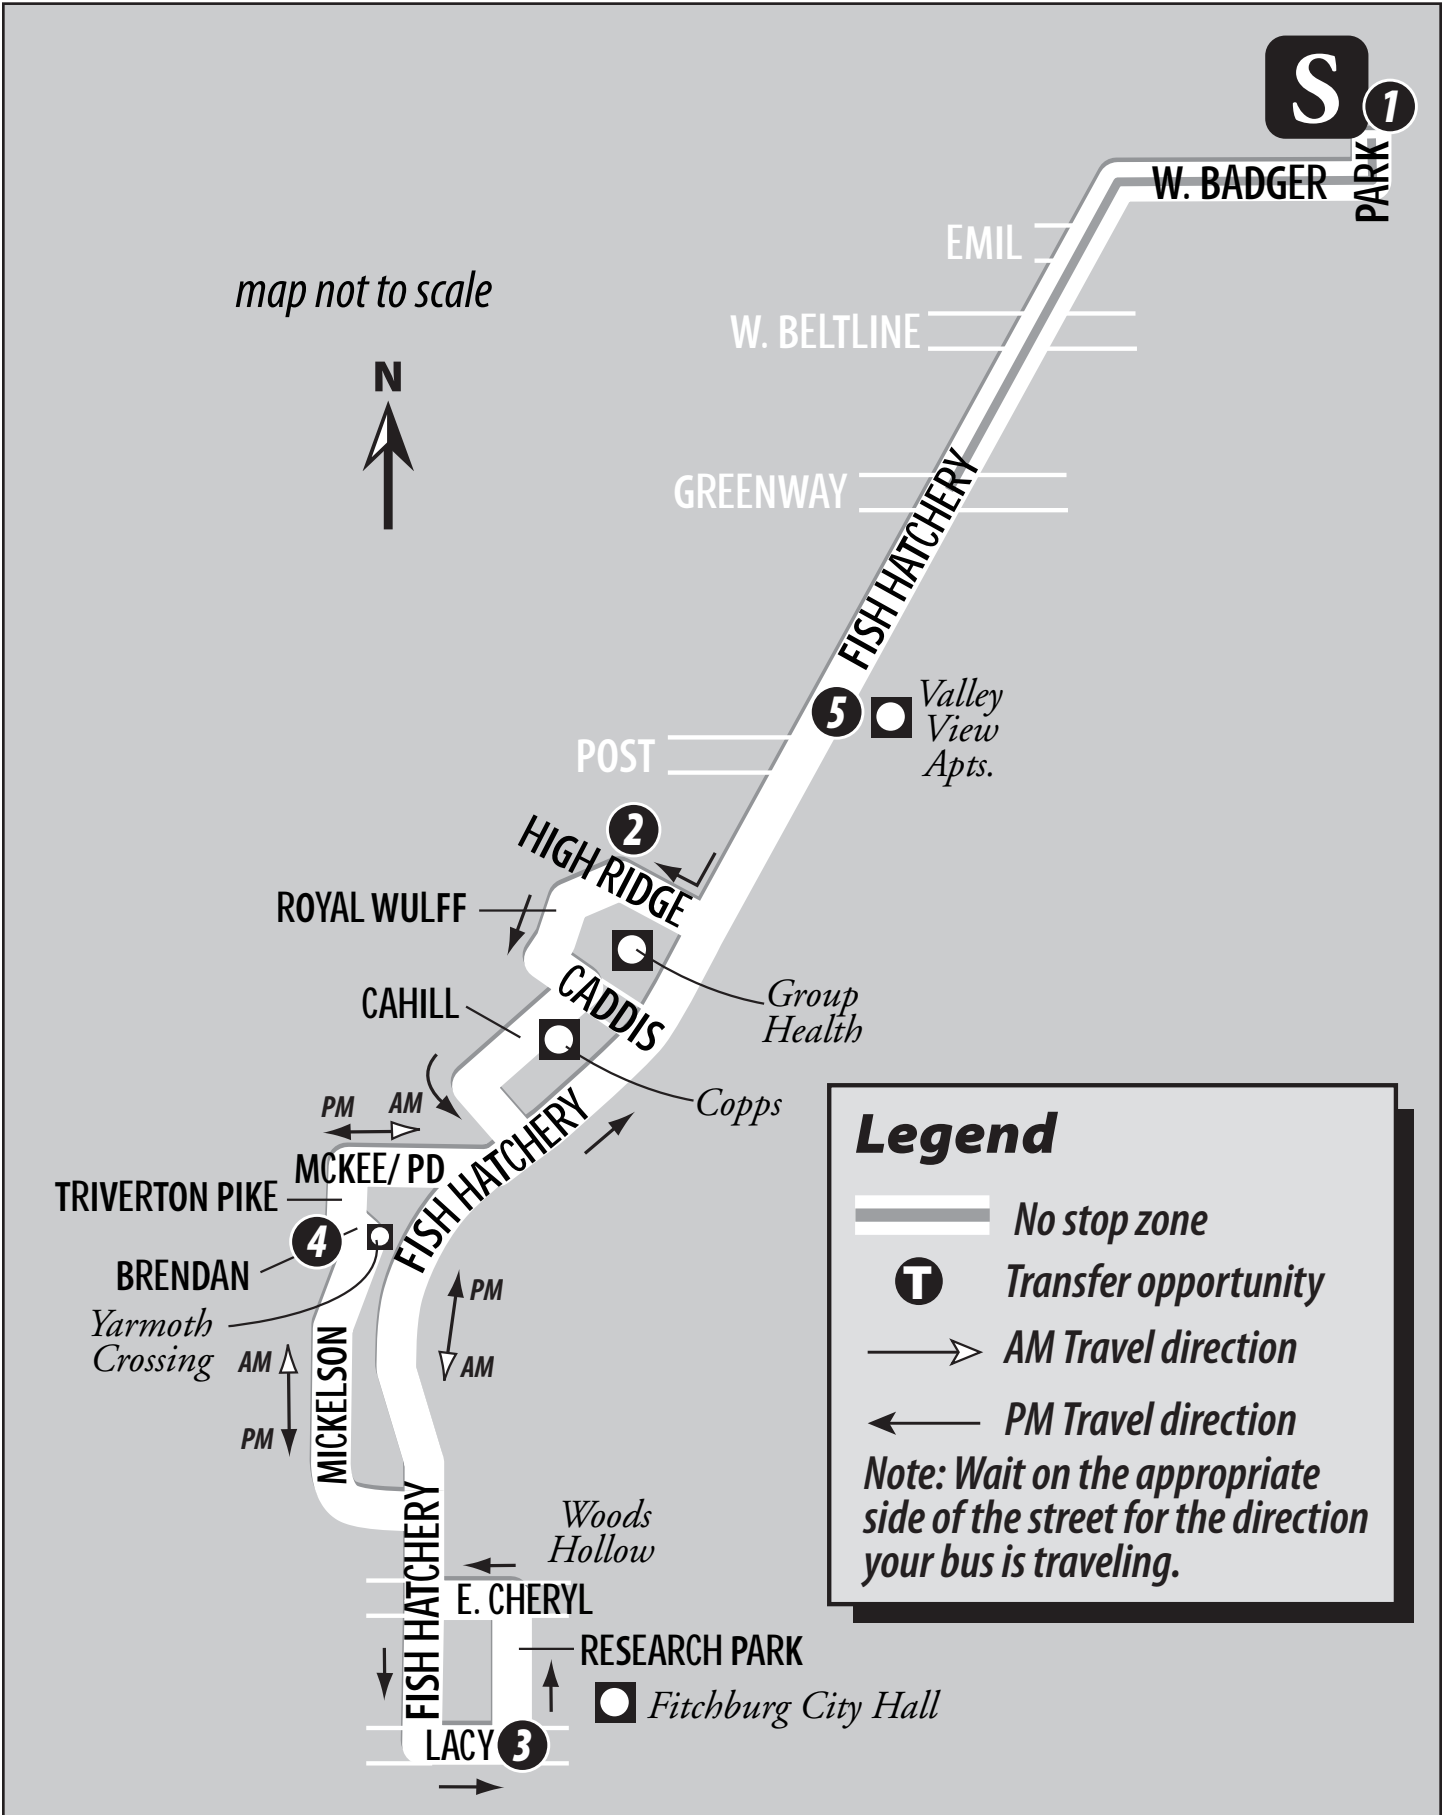 S
1
PARK
W. BADGER
EMIL
map not to scale
W. BELTLINE
N
GREENWAY
FISH HATCHERY
5
Valley
View
Apts.
POST
2
HIGH RIDGE
ROYAL WULFF
CADDIS
CAHILL
Group
Health
Copps
PM
AM
FISH HATCHERY
MCKEE/ PD
TRIVERTON PIKE
4
BRENDAN
Yarmoth
Crossing
PM
AM
AM
PM
MICKELSON
FISH HATCHERY
Woods
Hollow
E. CHERYL
RESEARCH PARK
Fitchburg City Hall
LACY
3
Legend
No stop zone
T
Transfer opportunity
AM Travel direction
PM Travel direction
Note: Wait on the appropriate
side of the street for the direction
your bus is traveling.